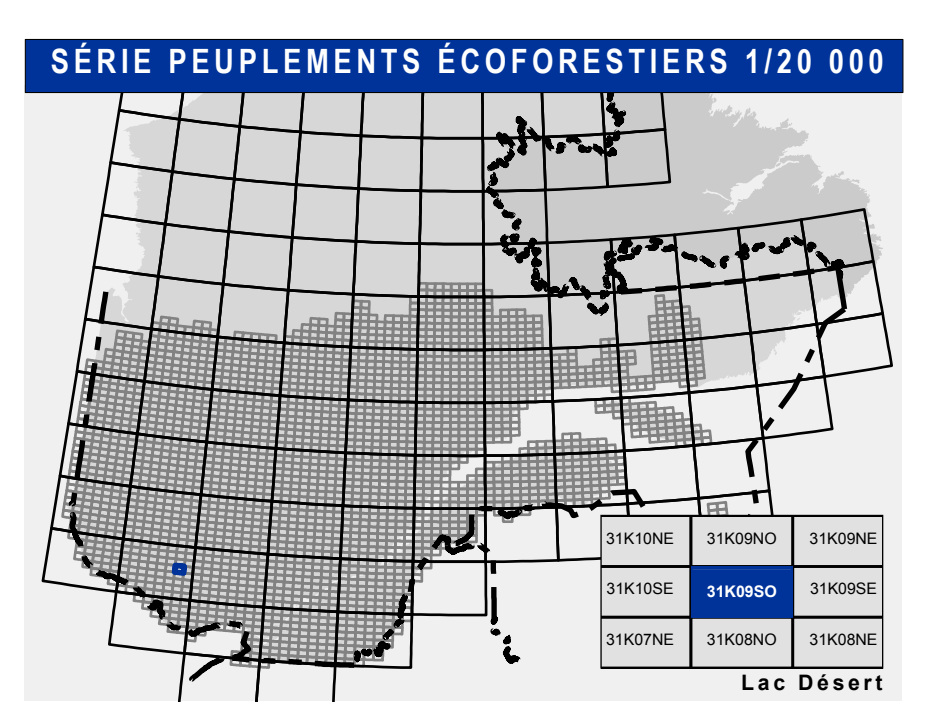 SÉRIE PEUPLEMENTS ÉCOFORESTIERS 1/20 000
31K10NE 31K09NO 31K09NE
31K10SE 31K09SO 31K09SE
31K07NE 31K08NO 31K08NE
Lac Désert